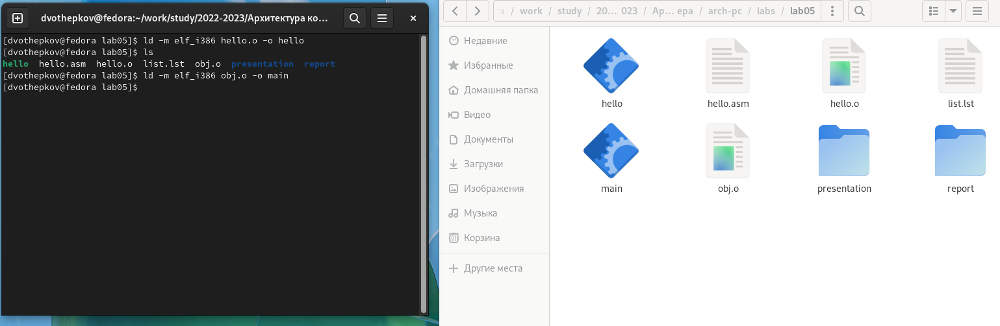 dvothepkov@fedora:~/work/study/2022-2023/Архитектура ко...
[dvothepkov@fedora lab05]$ ld -m elf_i386 hello.o -o hello
[dvothepkov@fedora lab05]$ ls
hello hello.asm hello.o list.lst obj.o presentation report
[dvothepkov@fedora lab05]$ ld -m elf_i386 obj.o -o main
[dvothepkov@fedora lab05]$
а / work / study / 20... 023 / Ар... ера / arch-pc / labs / lab05
Недавние
Избранные
Домашняя папка
Видео
Документы
Загрузки
Изображения
Музыка
Корзина
Другие места
hello hello.asm hello.o list.lst
main obj.o presentation report